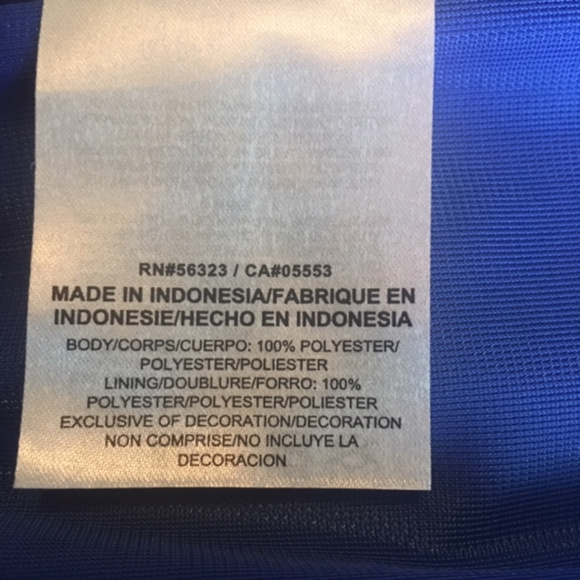 RN#56323 / CA#05553
MADE IN INDONESIA/FABRIQUE EN
INDONESIE/HECHO EN INDONESIA
BODY/CORPS/CUERPO: 100% POLYESTER/
POLYESTER/POLIESTER
LINING/DOUBLURE/FORRO: 100%
POLYESTER/POLYESTER/POLIESTER
EXCLUSIVE OF DECORATION/DECORATION
NON COMPRISE/NO INCLUYE LA
DECORACION